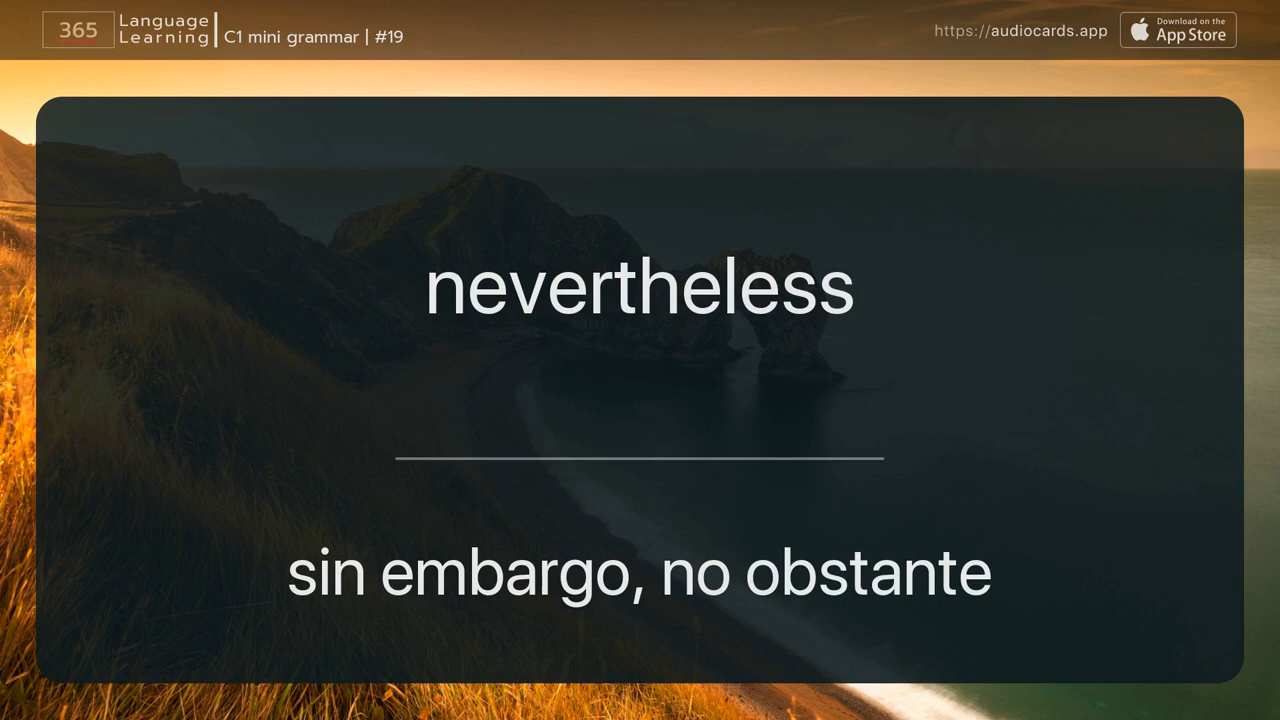 365
Language
Learning
C1 mini grammar | #19
https://audiocards.app
Download on the
App Store
nevertheless
sin embargo, no obstante